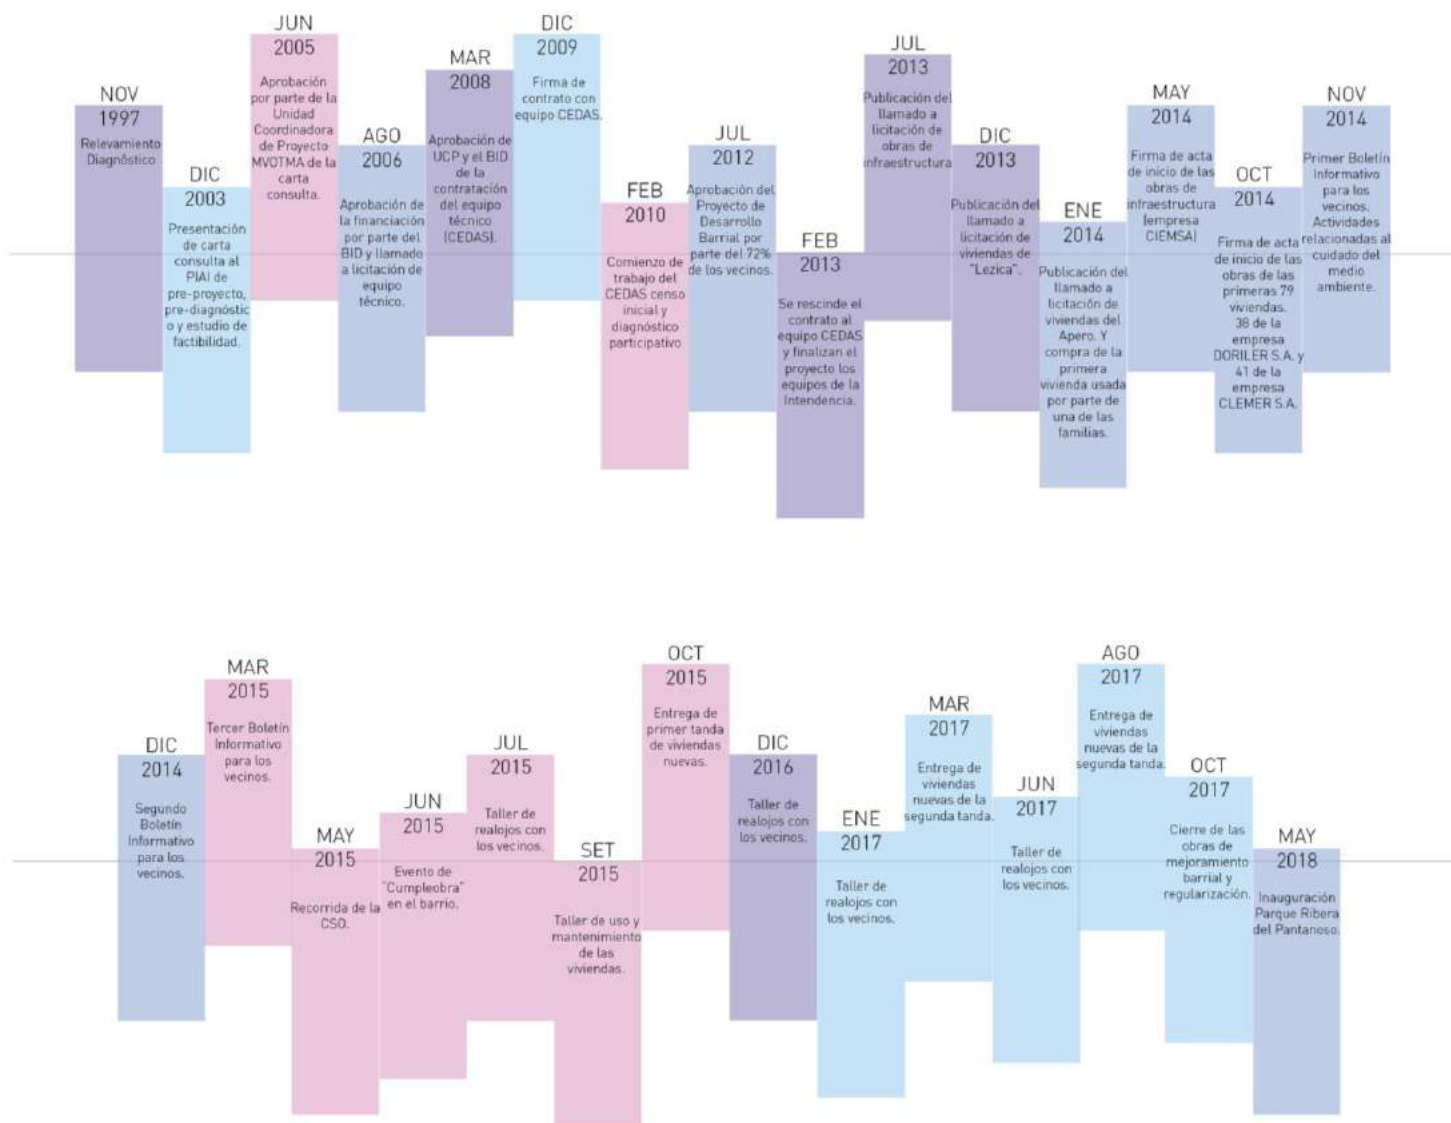 NOV
1997
Relevamiento
Diagnóstico
DIC
2003
Presentación
de carta
consulta al
PIAI de
pre-proyecto,
pre-diagnóstic
o y estudio de
factibilidad.
JUN
2005
Aprobación
por parte de la
Unidad
Coordinadora
de Proyecto
MVOTMA de la
carta
consulta.
AGO
2006
Aprobación de
la financiación
por parte del
BID y llamado
a licitación de
equipo
técnico.
MAR
2008
Aprobación de
UCP y el BID
de la
contratación
del equipo
técnico
(CEDAS).
DIC
2009
Firma de
contrato con
equipo CEDAS.
FEB
2010
Comienzo de
trabajo del
CEDAS censo
inicial y
diagnóstico
participativo
JUL
2012
Aprobación del
Proyecto de
Desarrollo
Barrial por
parte del 72%
de los vecinos.
FEB
2013
Se rescinde el
contrato al
equipo CEDAS
y finalizan el
proyecto los
equipos de la
Intendencia.
JUL
2013
Publicación del
llamado a
licitación de
obras de
infraestructura
DIC
2013
Publicación del
llamado a
licitación de
viviendas de
"Lezica".
ENE
2014
Publicación del
llamado a
licitación de
viviendas del
Apero. Y
compra de la
primera
vivienda usada
por parte de
una de las
familias.
MAY
2014
Firma de acta
de inicio de las
obras de
infraestructura
(empresa
CIEMSA)
OCT
2014
Firma de acta
de inicio de las
obras de las
primeras 79
viviendas.
38 de la
empresa
DORILER S.A. y
41 de la
empresa
CLEMER S.A.
NOV
2014
Primer Boletín
Informativo
para los
vecinos.
Actividades
relacionadas al
cuidado del
medio
ambiente.
DIC
2014
Segundo
Boletín
Informativo
para los
vecinos.
MAR
2015
Tercer Boletín
Informativo
para los
vecinos.
MAY
2015
Recorrida de la
CSO.
JUN
2015
Evento de
"Cumpleobra"
en el barrio.
JUL
2015
Taller de
realojos con
los vecinos.
SET
2015
Taller de uso y
mantenimiento
de las
viviendas.
OCT
2015
Entrega de
primer tanda
de viviendas
nuevas.
DIC
2016
Taller de
realojos con
los vecinos.
ENE
2017
Taller de
realojos con
los vecinos.
MAR
2017
Entrega de
viviendas
nuevas de la
segunda tanda.
JUN
2017
Taller de
realojos con
los vecinos.
AGO
2017
Entrega de
viviendas
nuevas de la
segunda tanda.
OCT
2017
Cierre de las
obras de
mejoramiento
barrial y
regularización.
MAY
2018
Inauguración
Parque Ribera
del Pantanoso.